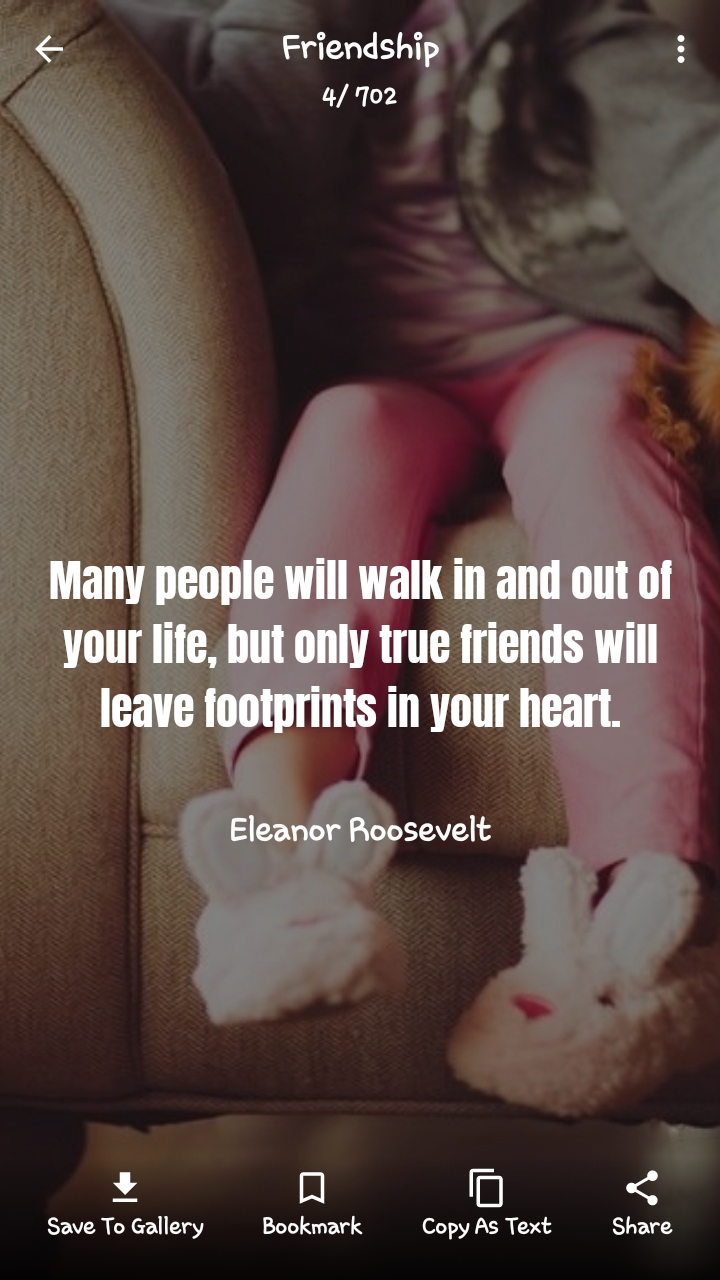 Friendship
4/ 702
Many people will walk in and out of
your life, but only true friends will
leave footprints in your heart.
Eleanor Roosevelt
Save To Gallery
Bookmark
Copy As Text
Share